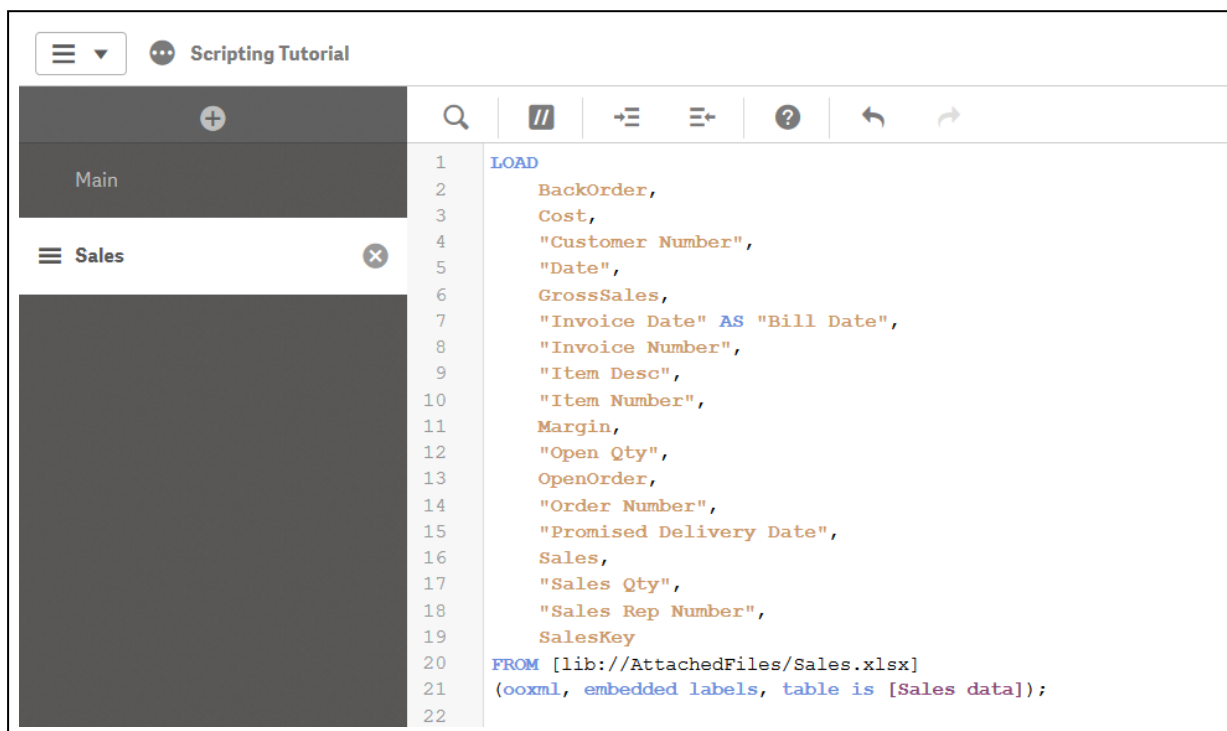 Scripting Tutorial
Main
Sales
//
?
1 LOAD
2 BackOrder,
3 Cost,
4 "Customer Number",
5 "Date",
6 GrossSales,
7 "Invoice Date" AS "Bill Date",
8 "Invoice Number",
9 "Item Desc",
10 "Item Number",
11 Margin,
12 "Open Qty",
13 OpenOrder,
14 "Order Number",
15 "Promised Delivery Date",
16 Sales,
17 "Sales Qty",
18 "Sales Rep Number",
19 SalesKey
20 FROM [lib://AttachedFiles/Sales.xlsx]
21 (ooxml, embedded labels, table is [Sales data]);
22